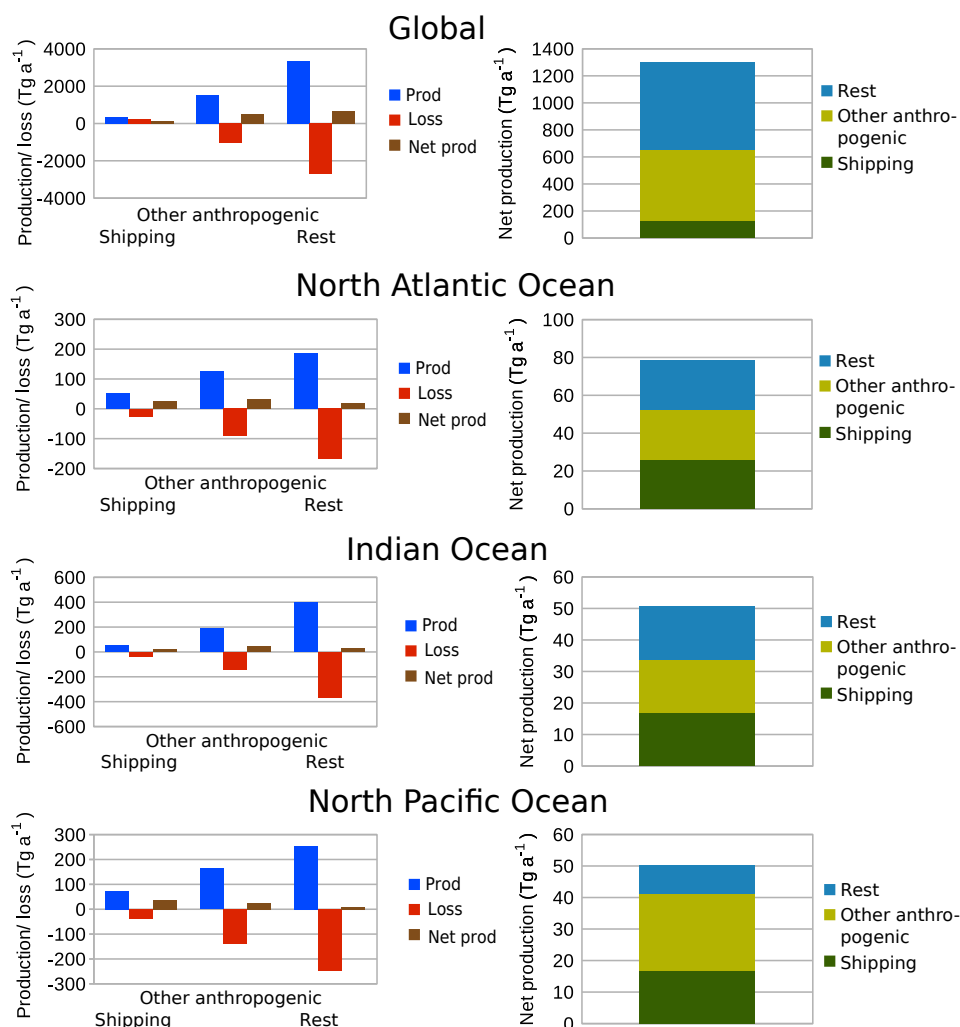 Global
Production/ loss (Tg a-1)
4000
2000
0
-2000
-4000
Other anthropogenic
Shipping Rest
Prod
Loss
Net prod
Net production (Tg a-1)
1400
1200
1000
800
600
400
200
0
Rest
Other anthro-
pogenic
Shipping
North Atlantic Ocean
Production/ loss (Tg a-1)
300
200
100
0
-100
-200
Other anthropogenic
Shipping Rest
Prod
Loss
Net prod
Net production (Tg a-1)
100
80
60
40
20
0
Rest
Other anthro-
pogenic
Shipping
Indian Ocean
Production/ loss (Tg a-1)
600
400
200
0
-200
-400
-600
Other anthropogenic
Shipping Rest
Prod
Loss
Net prod
Net production (Tg a-1)
60
50
40
30
20
10
0
Rest
Other anthro-
pogenic
Shipping
North Pacific Ocean
Production/ loss (Tg a-1)
300
200
100
0
-100
-200
-300
Other anthropogenic
Shipping Rest
Prod
Loss
Net prod
Net production (Tg a-1)
60
50
40
30
20
10
0
Rest
Other anthro-
pogenic
Shipping